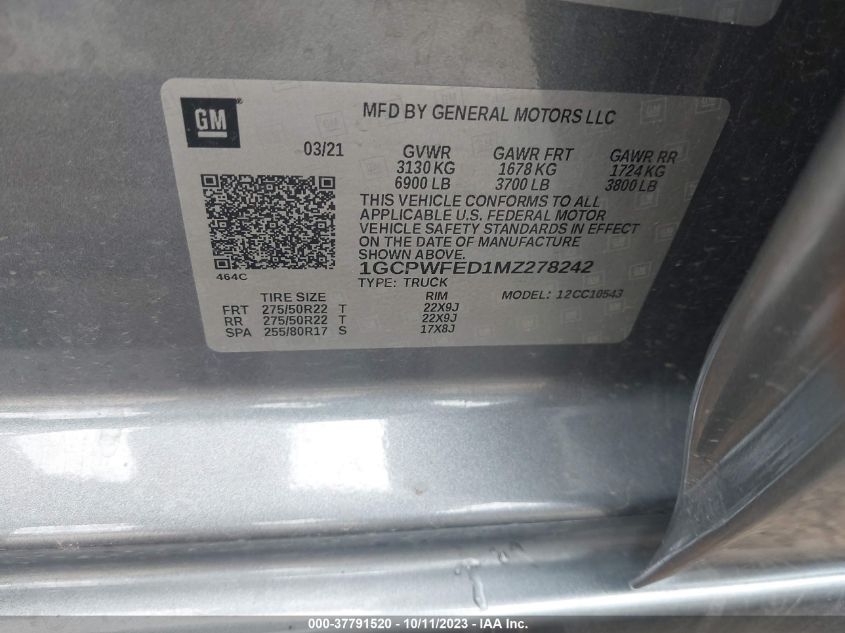 GM
MFD BY GENERAL MOTORS LLC
03/21 GVWR GAWR FRT GAWR RR
3130 KG 1678 KG 1724 KG
6900 LB 3700 LB 3800 LB
THIS VEHICLE CONFORMS TO ALL
APPLICABLE U.S. FEDERAL MOTOR
VEHICLE SAFETY STANDARDS IN EFFECT
ON THE DATE OF MANUFACTURE
SHOWN ABOVE.
464C
1GCPWFED1MZ278242
TYPE: TRUCK MODEL: 12CC10543
TIRE SIZE RIM
FRT 275/50R22 T 22X9J
RR 275/50R22 T 22X9J
SPA 255/80R17 S 17X8J
000-37791520 - 10/11/2023 - IAA Inc.